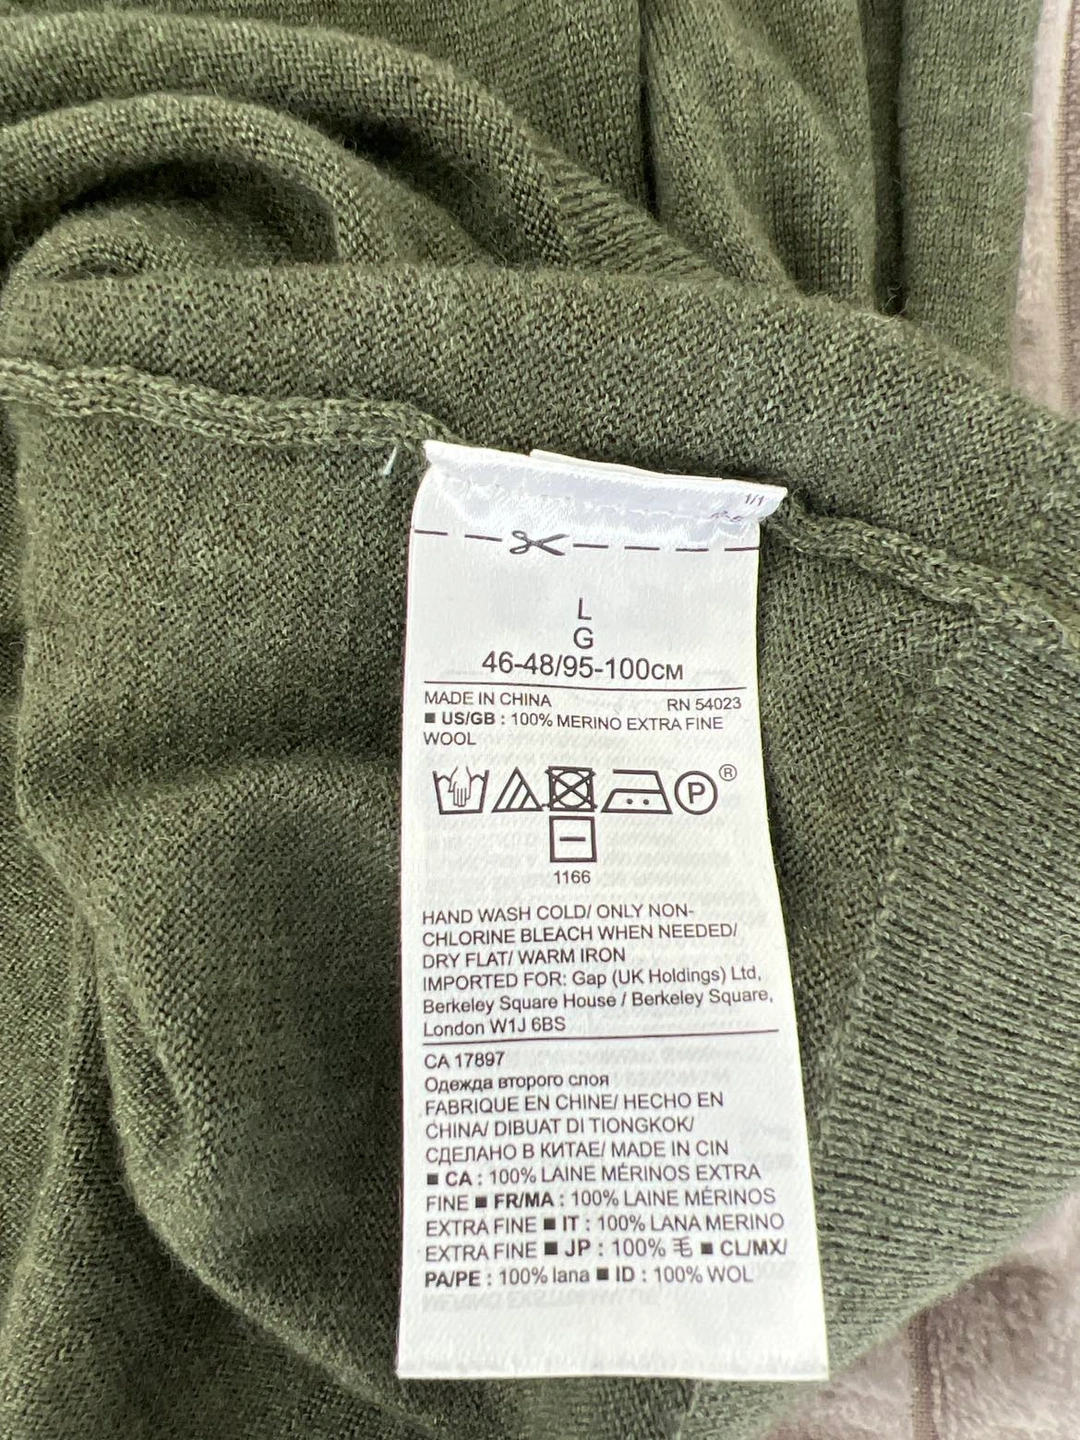 1/1
L
G
46-48/95-100CM
MADE IN CHINA RN 54023
■ US/GB : 100% MERINO EXTRA FINE
WOOL
P ®
1166
HAND WASH COLD/ ONLY NON-
CHLORINE BLEACH WHEN NEEDED/
DRY FLAT/ WARM IRON
IMPORTED FOR: Gap (UK Holdings) Ltd,
Berkeley Square House / Berkeley Square,
London W1J 6BS
CA 17897
Одежда второго слоя
FABRIQUE EN CHINE/ HECHO EN
CHINA/ DIBUAT DI TIONGKOK/
СДЕЛАНО В КИТАЕ/ MADE IN CIN
■ CA : 100% LAINE MÉRINOS EXTRA
FINE ■ FR/MA : 100% LAINE MÉRINOS
EXTRA FINE ■ IT : 100% LANA MERINO
EXTRA FINE ■ JP : 100% 毛 ■ CL/MX/
PA/PE : 100% lana ■ ID : 100% WOL